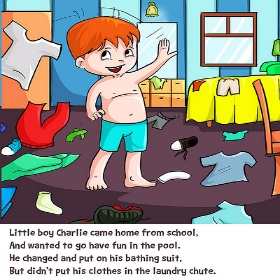 Little boy Charlie came home from school,
And wanted to go have fun in the pool.
He changed and put on his bathing suit.
But didn't put his clothes in the laundry chute.